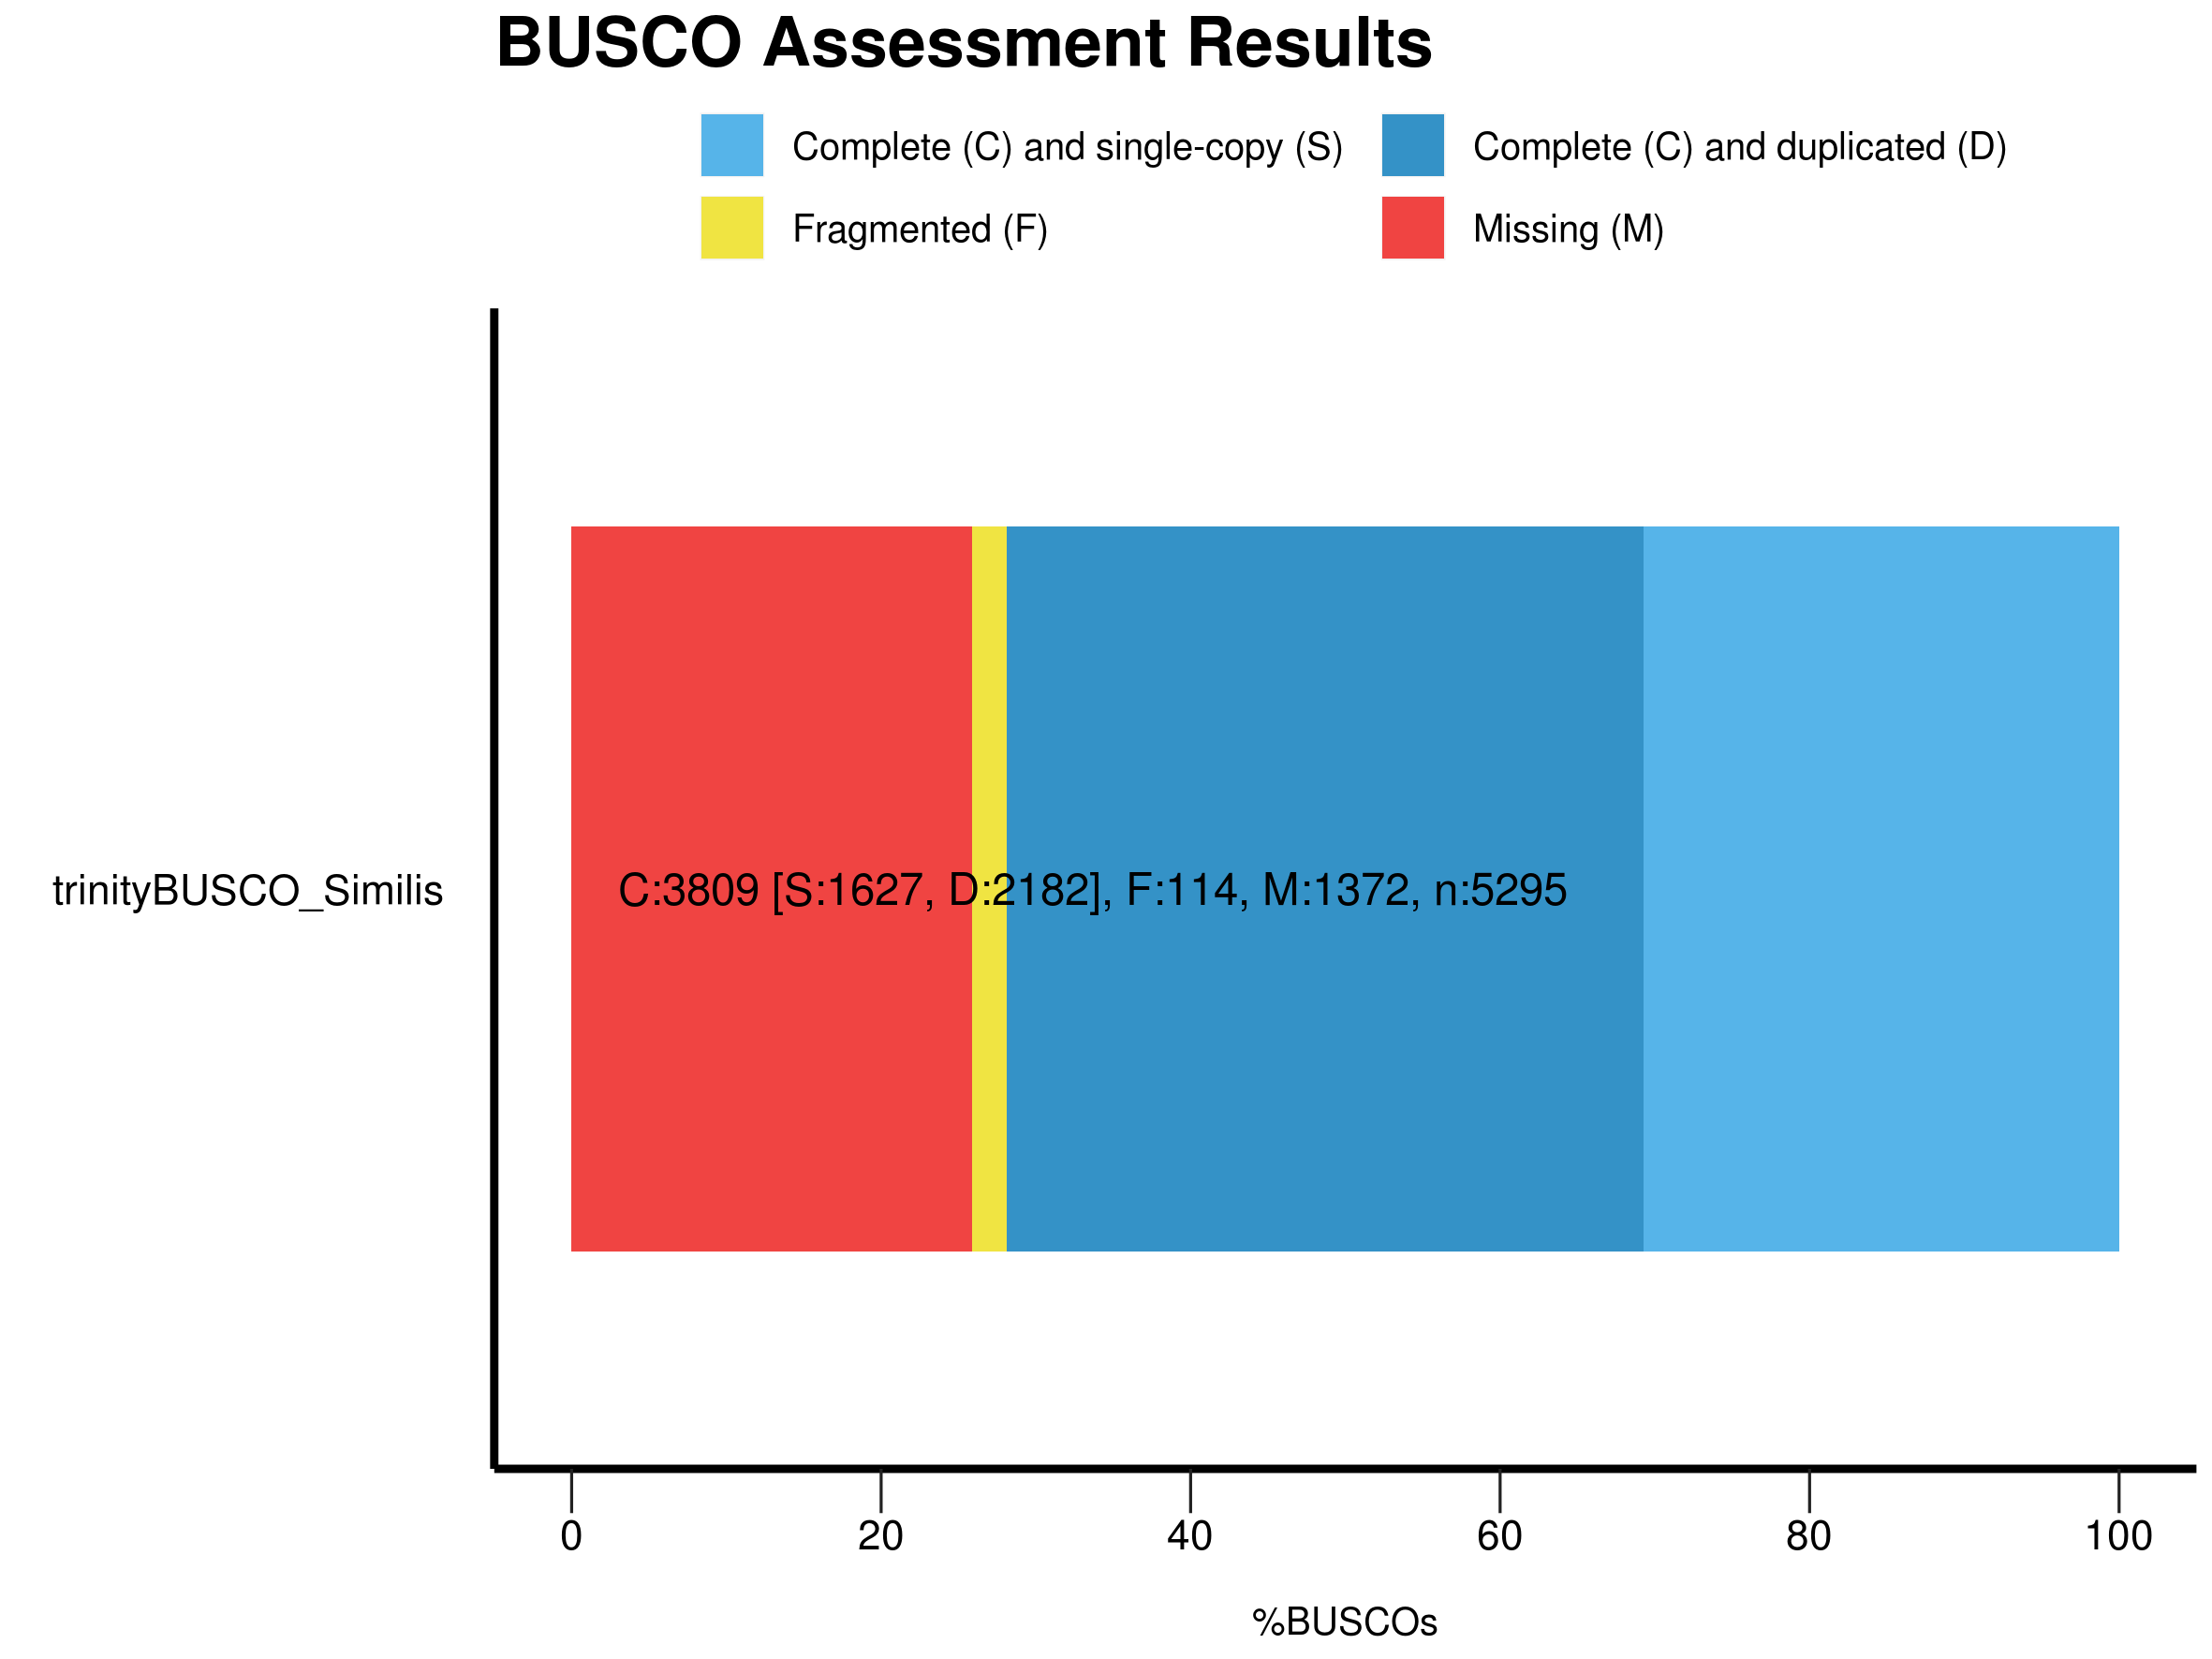 BUSCO Assessment Results
Complete (C) and single-copy (S) Complete (C) and duplicated (D)
Fragmented (F) Missing (M)
trinityBUSCO_Similis C:3809 [S:1627, D:2182], F:114, M:1372, n:5295
0 20 40 60 80 100
%BUSCOs